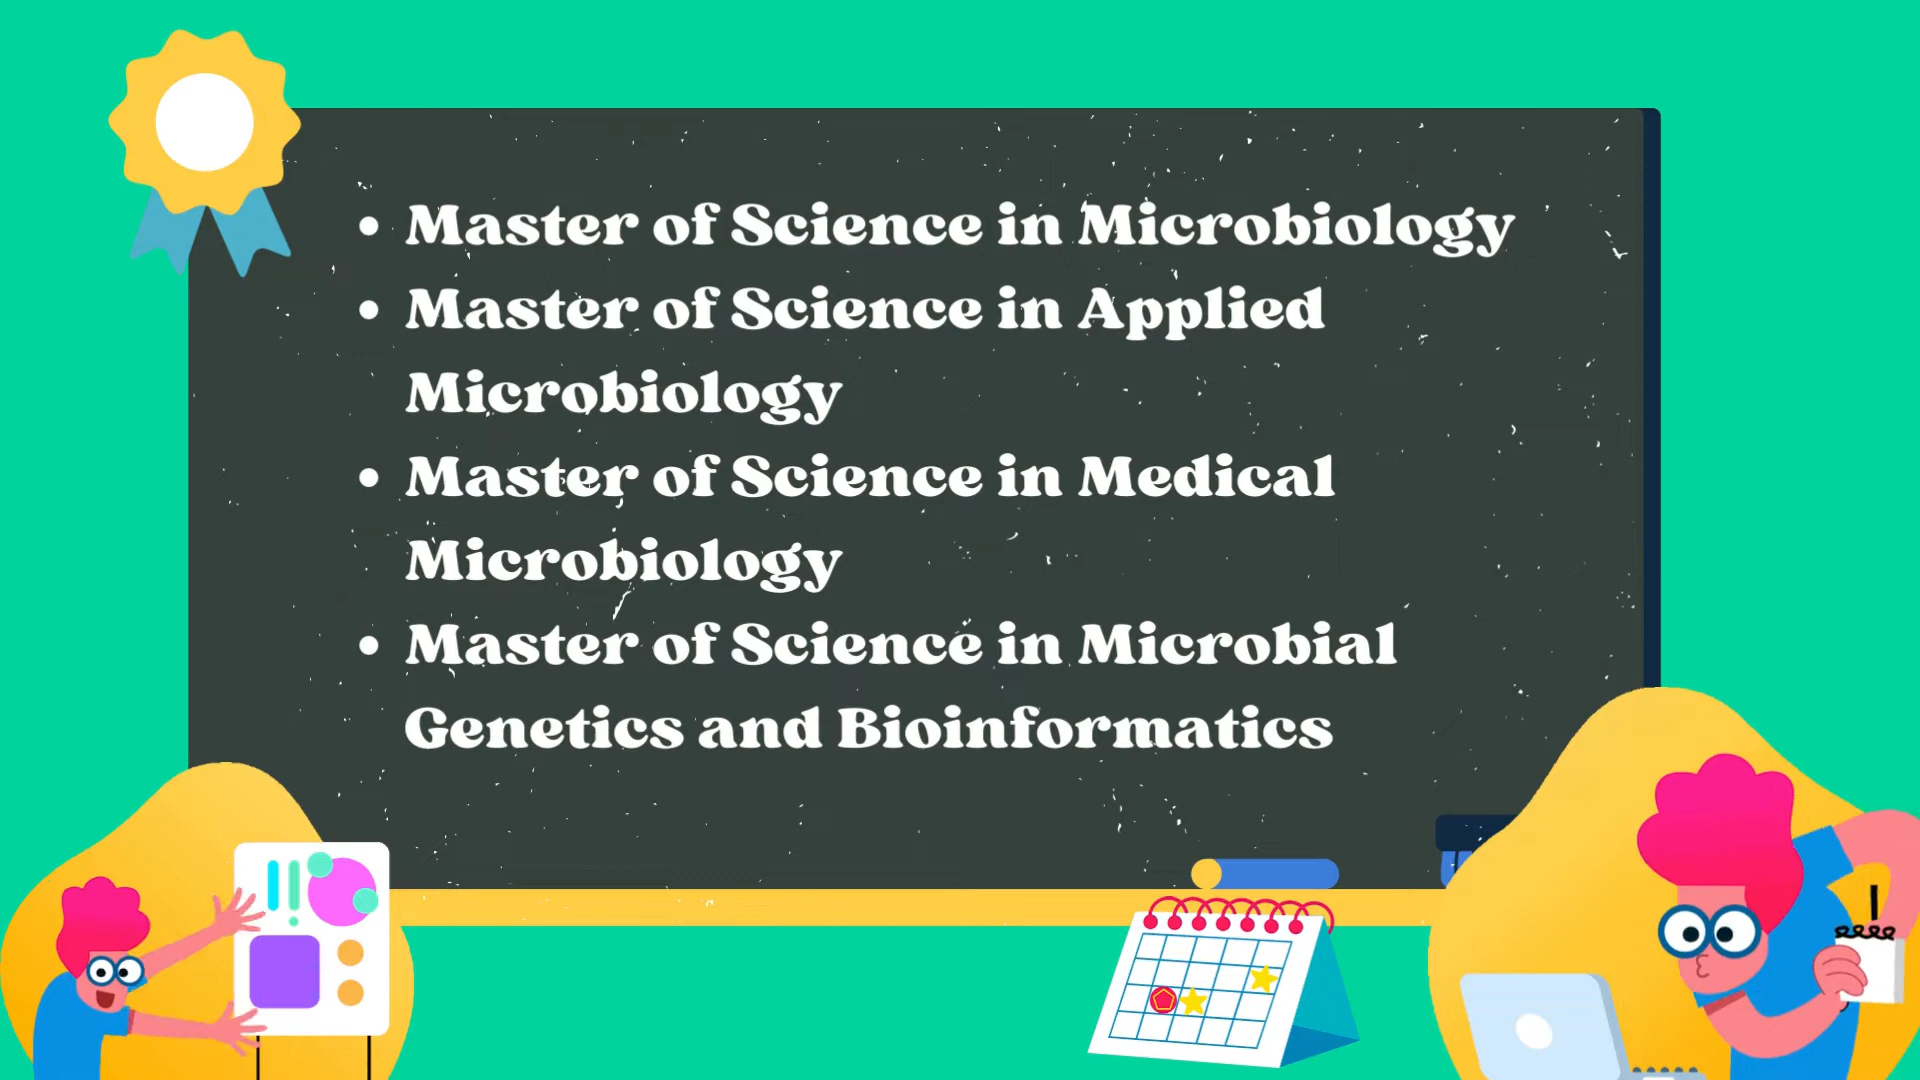 • Master of Science in Microbiology
• Master of Science in Applied
Microbiology
• Master of Science in Medical
Microbiology
• Master of Science in Microbial
Genetics and Bioinformatics